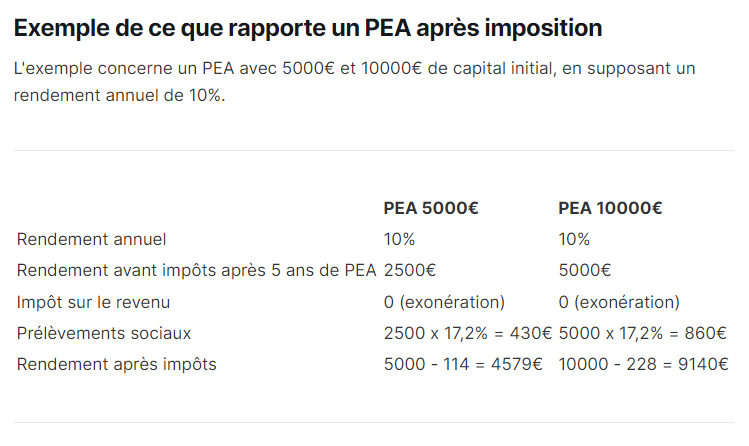 Exemple de ce que rapporte un PEA après imposition
L'exemple concerne un PEA avec 5000€ et 10000€ de capital initial, en supposant un
rendement annuel de 10%.
PEA 5000€ PEA 10000€
Rendement annuel 10% 10%
Rendement avant impôts après 5 ans de PEA 2500€ 5000€
Impôt sur le revenu 0 (exonération) 0 (exonération)
Prélèvements sociaux 2500 x 17,2% = 430€ 5000 x 17,2% = 860€
Rendement après impôts 5000 - 114 = 4579€ 10000 - 228 = 9140€